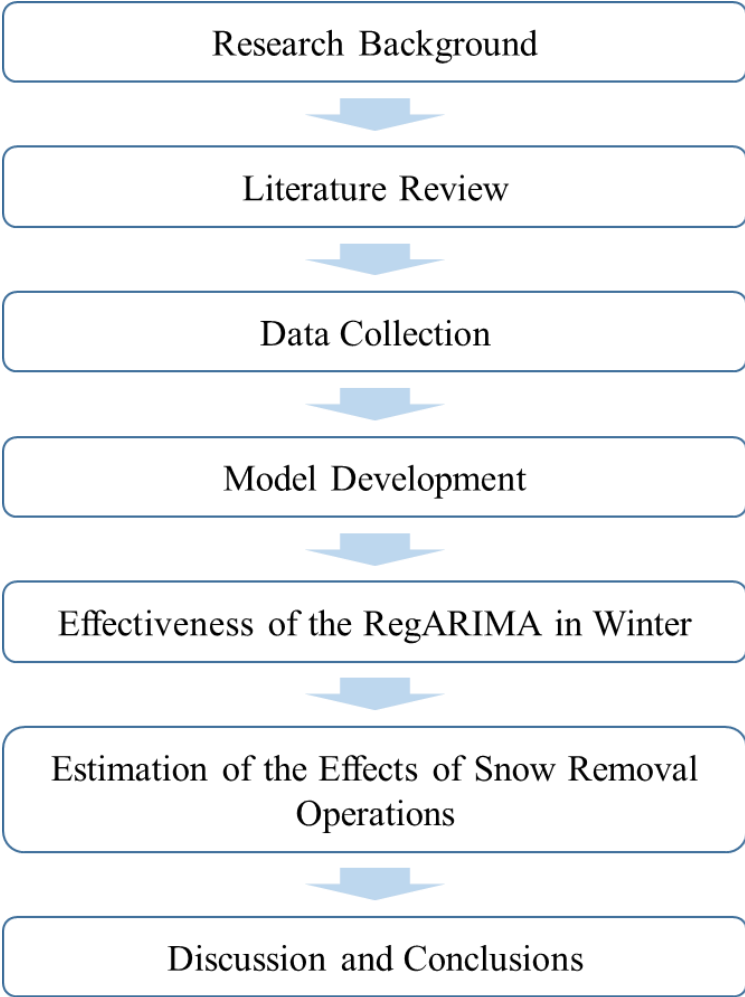 Research Background
Literature Review
Data Collection
Model Development
Effectiveness of the RegARIMA in Winter
Estimation of the Effects of Snow Removal
Operations
Discussion and Conclusions